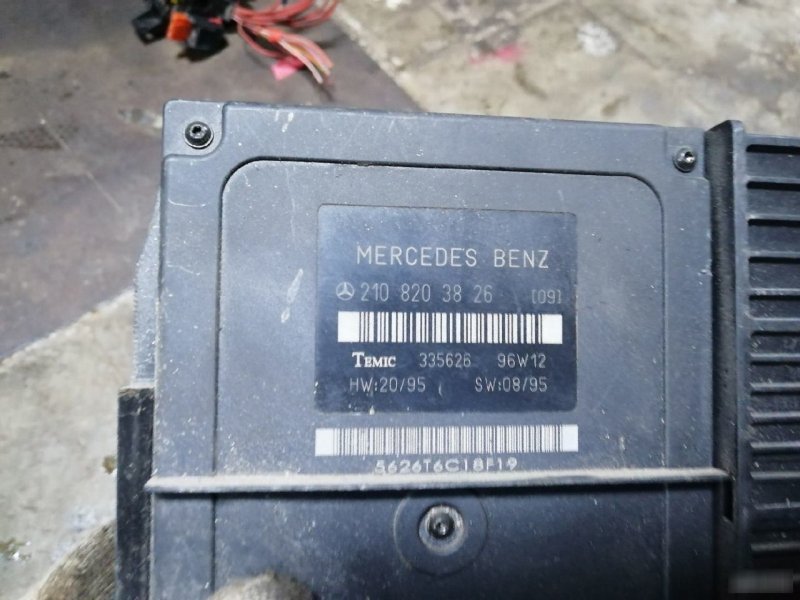 MERCEDES BENZ
210 820 38 26 [09]
TEMIC 335626 96W12
HW:20/95 SW:08/95
5626T6C18F19